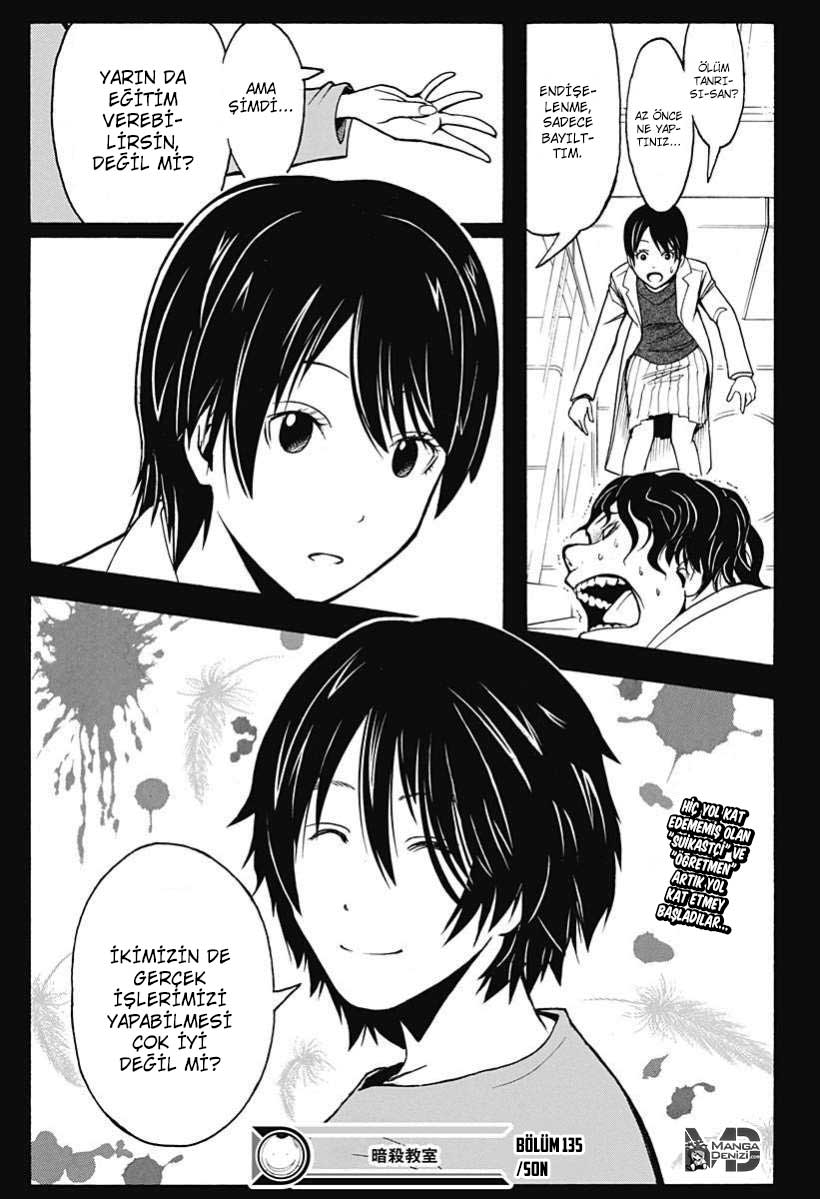 ÖLÜM
TANRI-
SI-SAN?
AZ ÖNCE
NE YAP-
TINIZ...
ENDİŞE-
LENME,
SADECE
BAYILT-
TIM.
AMA
ŞİMDİ...
YARIN DA
EĞİTİM
VEREBİ-
LİRSİN,
DEĞİL Mİ?
HİÇ YOL KAT
EDEMEMİŞ OLAN
"SUİKASTÇİ" VE
"ÖĞRETMEN"
ARTIK YOL
KAT ETMEY
BAŞLADILAR...
İKİMİZİN DE
GERÇEK
İŞLERİMİZİ
YAPABİLMESİ
ÇOK İYİ
DEĞİL Mİ?
暗殺教室
BÖLÜM 135
/SON
MANGA
DENİZİ
MD